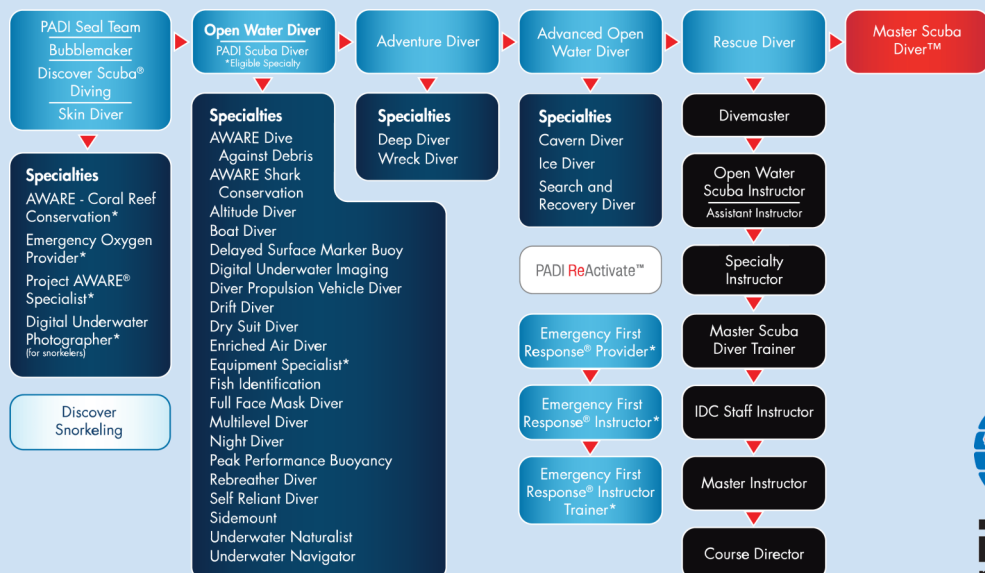 PADI Seal Team
Bubblemaker
Discover Scuba®
Diving
Skin Diver
Specialties
AWARE - Coral Reef
Conservation*
Emergency Oxygen
Provider*
Project AWARE®
Specialist*
Digital Underwater
Photographer*
(for snorkelers)
Discover
Snorkeling
Open Water Diver
PADI Scuba Diver
*Eligible Specialty
Specialties
AWARE Dive
Against Debris
AWARE Shark
Conservation
Altitude Diver
Boat Diver
Delayed Surface Marker Buoy
Digital Underwater Imaging
Diver Propulsion Vehicle Diver
Drift Diver
Dry Suit Diver
Enriched Air Diver
Equipment Specialist*
Fish Identification
Full Face Mask Diver
Multilevel Diver
Night Diver
Peak Performance Buoyancy
Rebreather Diver
Self Reliant Diver
Sidemount
Underwater Naturalist
Underwater Navigator
Adventure Diver
Specialties
Deep Diver
Wreck Diver
Advanced Open
Water Diver
Specialties
Cavern Diver
Ice Diver
Search and
Recovery Diver
PADI ReActivate™
Emergency First
Response® Provider*
Emergency First
Response® Instructor*
Emergency First
Response® Instructor
Trainer*
Rescue Diver
Divemaster
Open Water
Scuba Instructor
Assistant Instructor
Specialty
Instructor
Master Scuba
Diver Trainer
IDC Staff Instructor
Master Instructor
Course Director
Master Scuba
Diver™